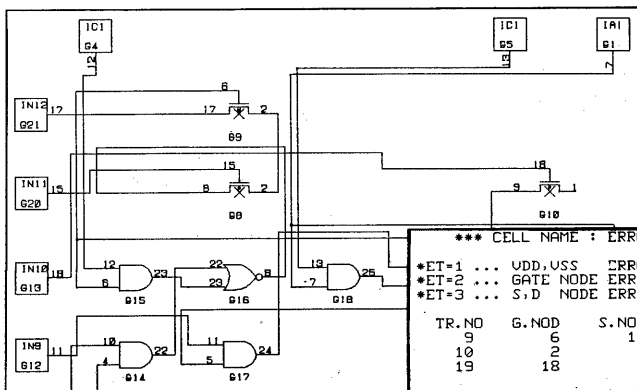 IC1
G4
12
IC1
G5
13
IA1
G1
7
6
IN12
17
17
2
G21
G9
18
15
IN11
15
8
2
9
1
G20
G8
G10
IN10
18
G13
12
23
6
G15
22
23
8
G16
13
25
7
G18
IN9
11
G12
10
22
4
G14
11
24
5
G17
*** CELL NAME : ERR
*ET=1 ... VDD,VSS ERR
*ET=2 ... GATE NODE ERR
*ET=3 ... S,D NODE ERR
TR.NO G.NOD S.NO
9 6 1
10 2
19 18